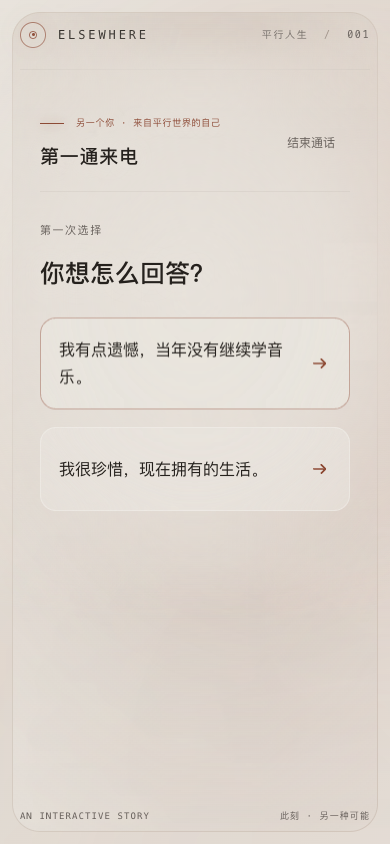 ELSEWHERE
平行人生 / 001
另一个你 · 来自平行世界的自己
第一通来电
结束通话
第一次选择
你想怎么回答？
我有点遗憾，当年没有继续学音
乐。
我很珍惜，现在拥有的生活。
AN INTERACTIVE STORY
此刻 · 另一种可能